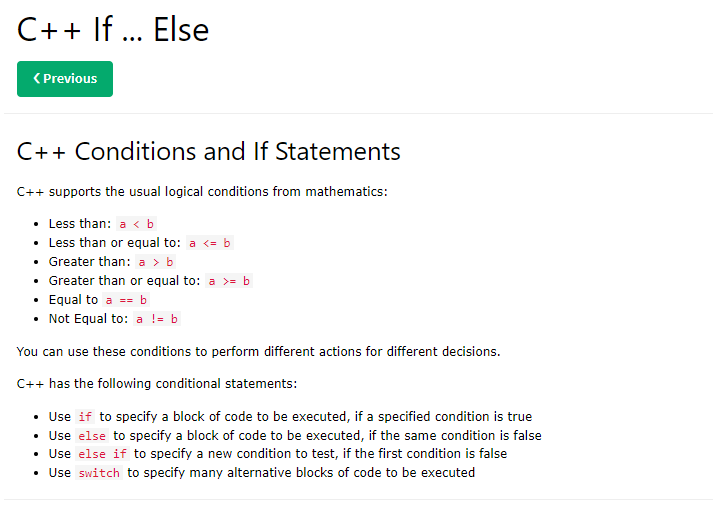 C++ If ... Else
❮ Previous
C++ Conditions and If Statements
C++ supports the usual logical conditions from mathematics:
• Less than: a < b
• Less than or equal to: a <= b
• Greater than: a > b
• Greater than or equal to: a >= b
• Equal to a == b
• Not Equal to: a != b
You can use these conditions to perform different actions for different decisions.
C++ has the following conditional statements:
• Use if to specify a block of code to be executed, if a specified condition is true
• Use else to specify a block of code to be executed, if the same condition is false
• Use else if to specify a new condition to test, if the first condition is false
• Use switch to specify many alternative blocks of code to be executed